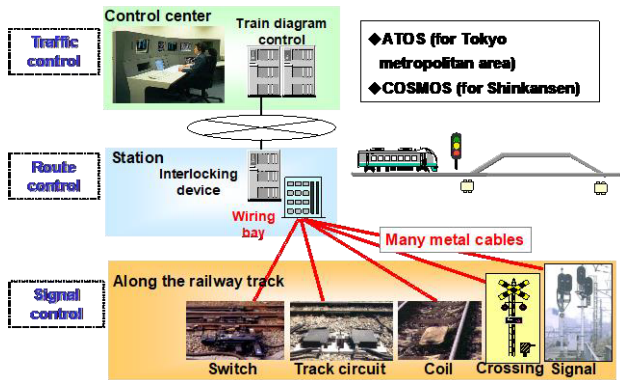 Control center
Train diagram
control
Traffic
control
◆ATOS (for Tokyo
metropolitan area)
◆COSMOS (for Shinkansen)
Route
control
Station
Interlocking
device
Wiring
bay
Many metal cables
Signal
control
Along the railway track
Switch
Track circuit
Coil
Crossing
Signal